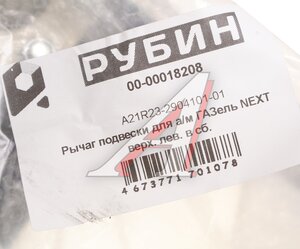 РУБИН
00-00018208
A21R23-2904101-01
Рычаг подвески для а/м ГАЗель NEXT
верх. лев. в сб.
4 673771 701078